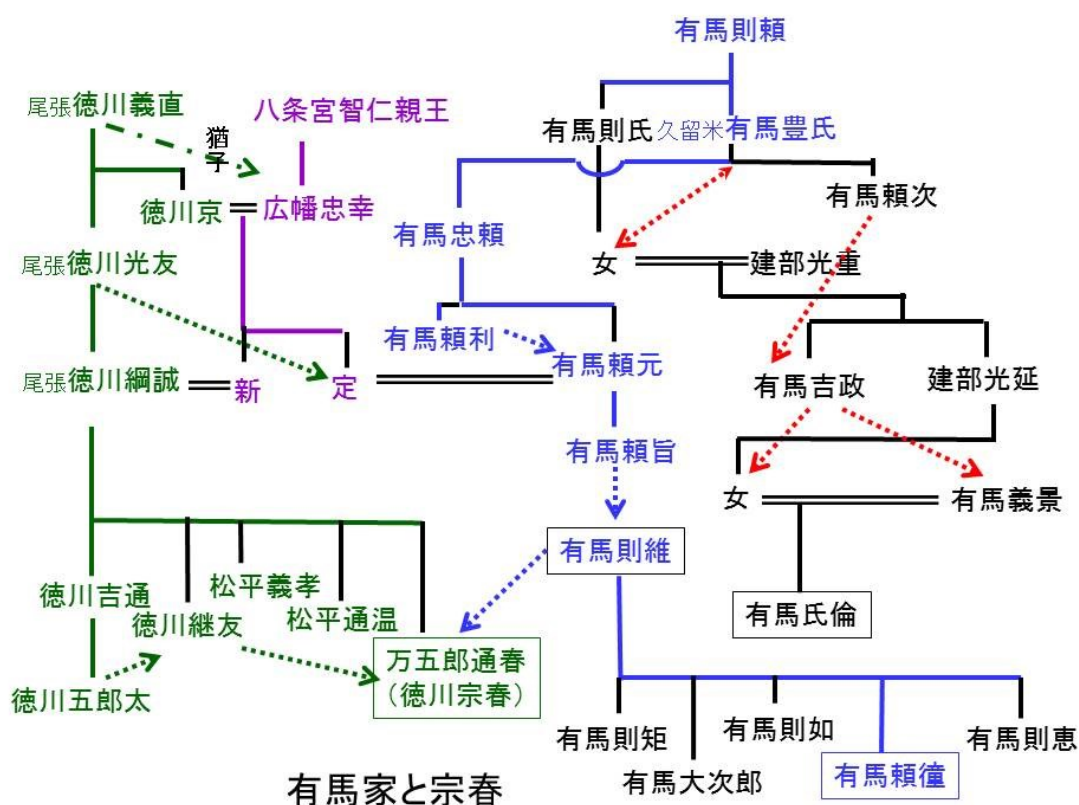 有馬則頼
尾張徳川義直
八条宮智仁親王
猶子
有馬則氏
久留米有馬豊氏
徳川京
広幡忠幸
有馬頼次
有馬忠頼
尾張徳川光友
女
建部光重
有馬頼利
有馬頼元
尾張徳川綱誠
新
定
有馬吉政
建部光延
有馬頼旨
女
有馬義景
有馬則維
徳川吉通
松平義孝
徳川継友
松平通温
有馬氏倫
万五郎通春
(徳川宗春)
徳川五郎太
有馬則矩
有馬大次郎
有馬則如
有馬頼徸
有馬則恵
有馬家と宗春